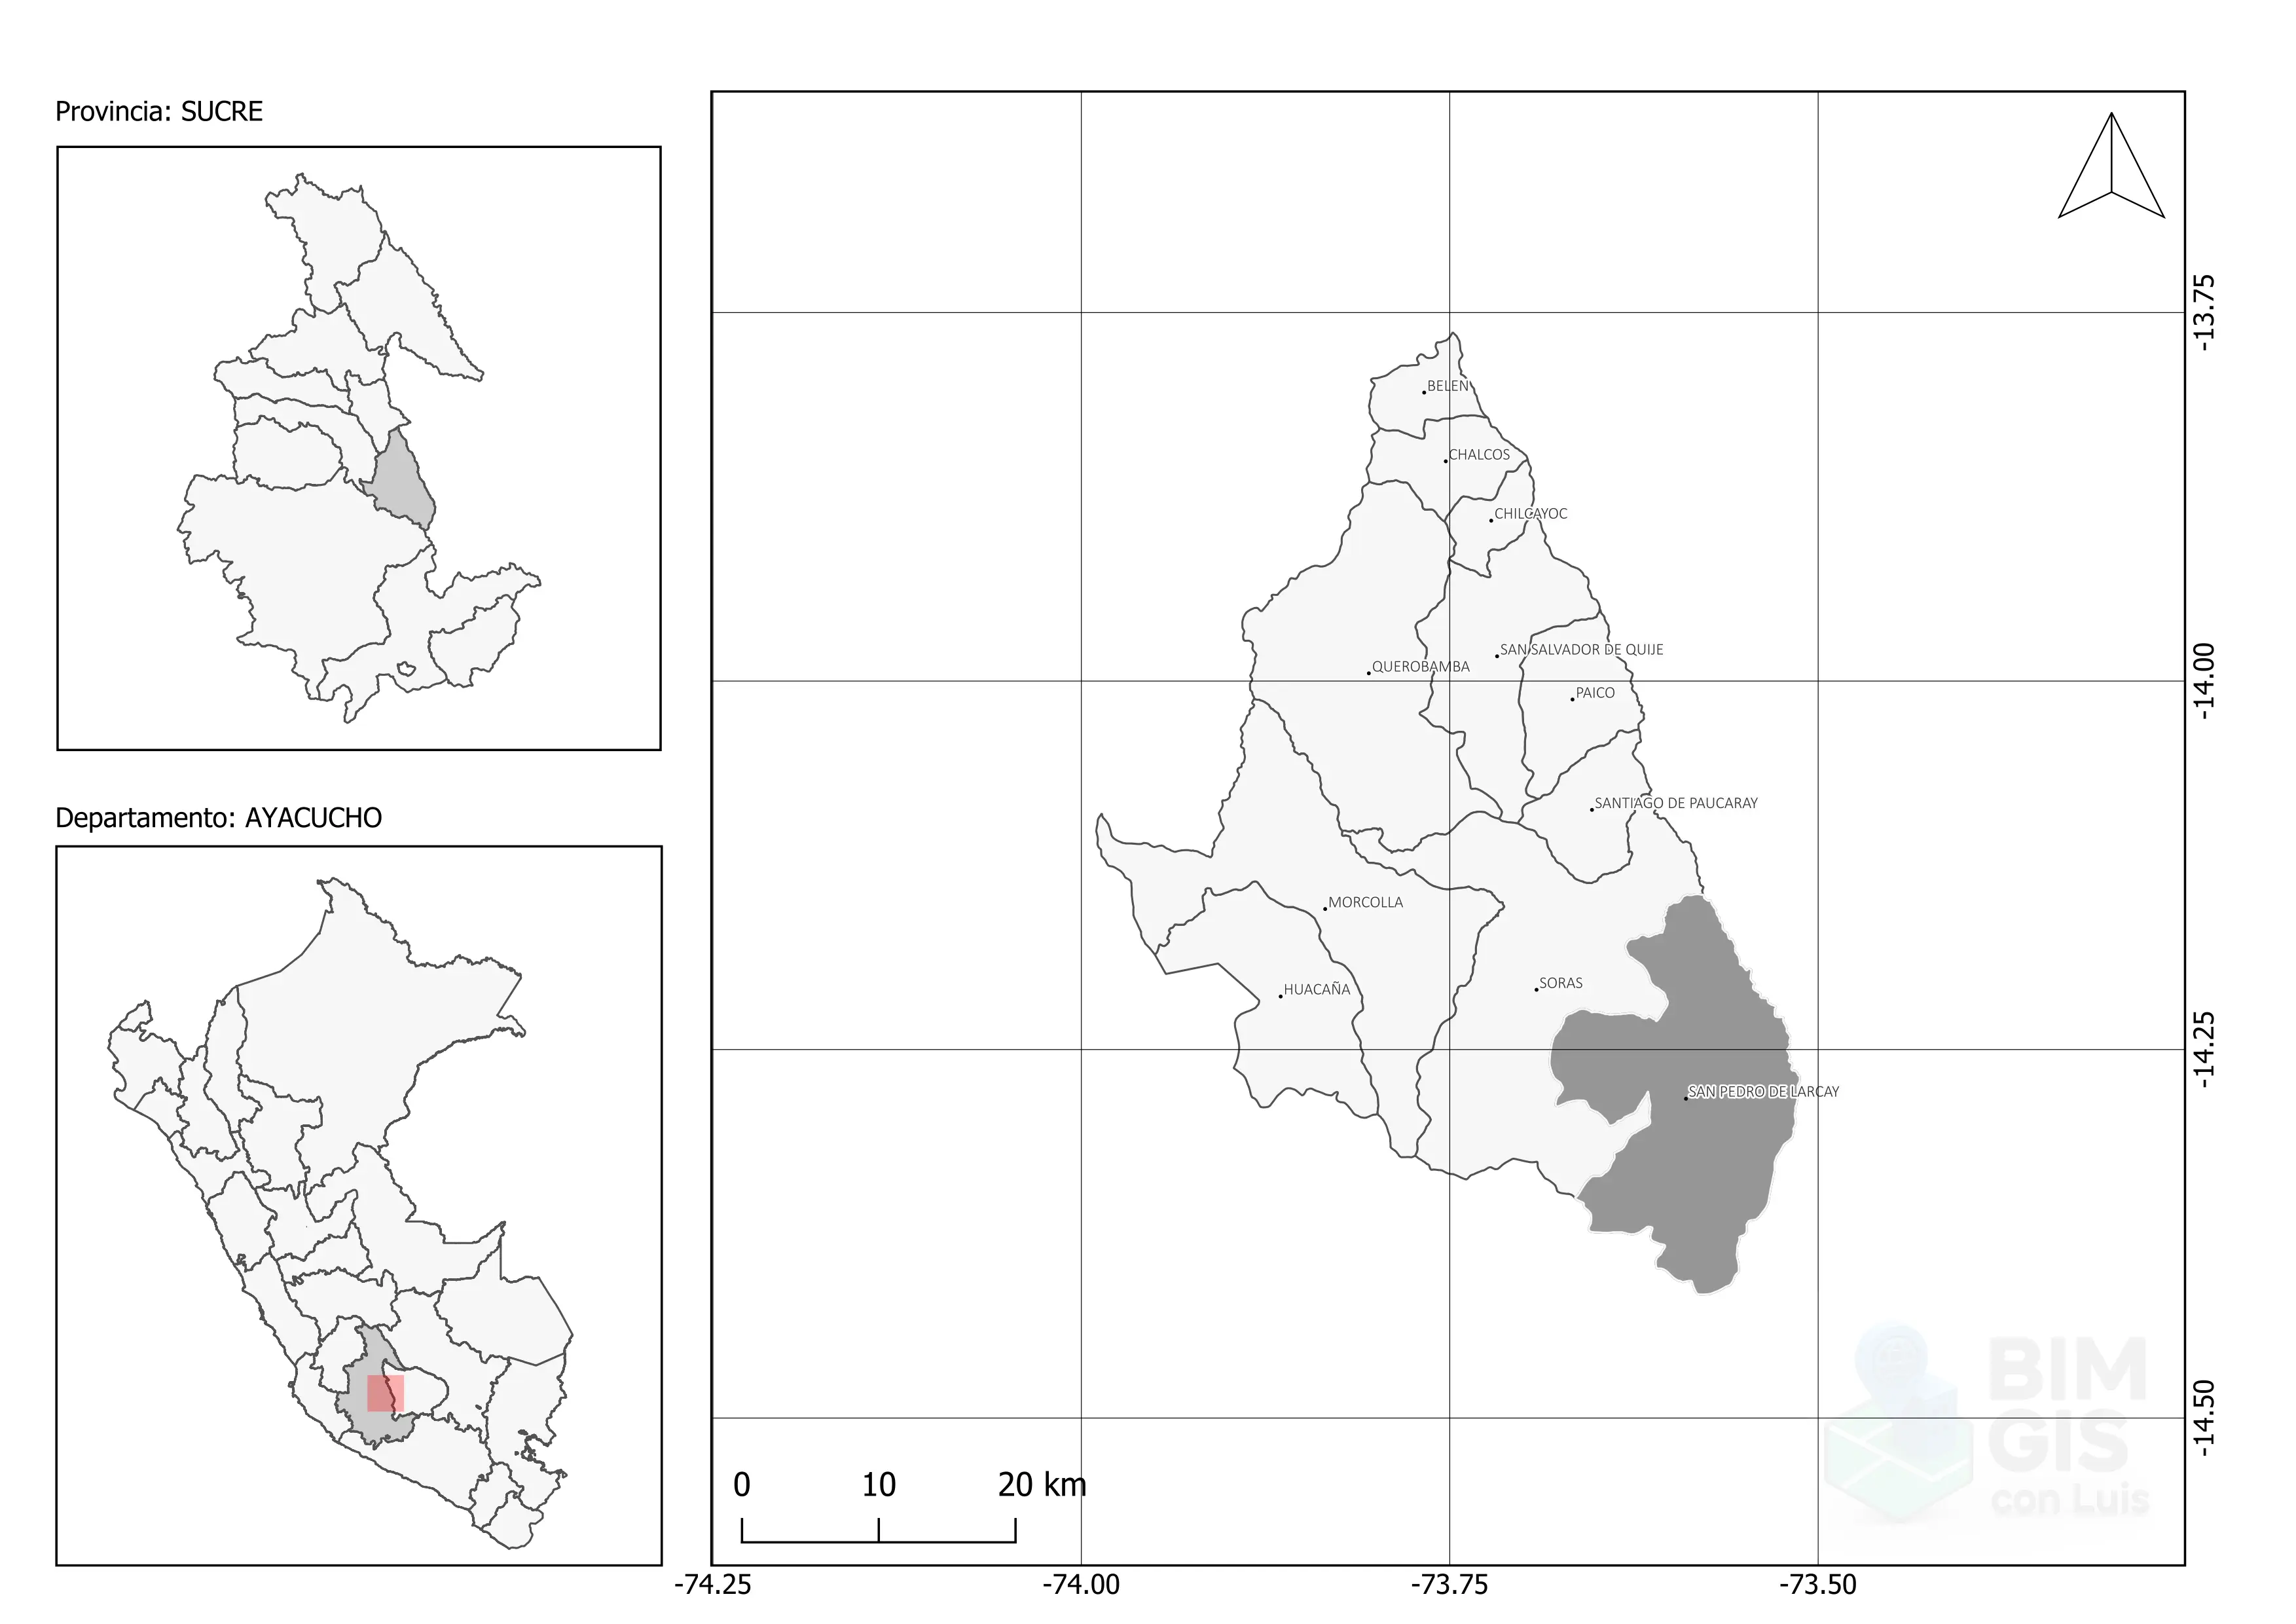 Provincia: SUCRE
Departamento: AYACUCHO
BELEN
CHALCOS
CHILCAYOC
SAN SALVADOR DE QUIJE
QUEROBAMBA
PAICO
SANTIAGO DE PAUCARAY
MORCOLLA
SORAS
HUACAÑA
SAN PEDRO DE LARCAY
-13.75
-14.00
-14.25
-14.50
BIM
GIS
con Luis
0 10 20 km
-74.25 -74.00 -73.75 -73.50